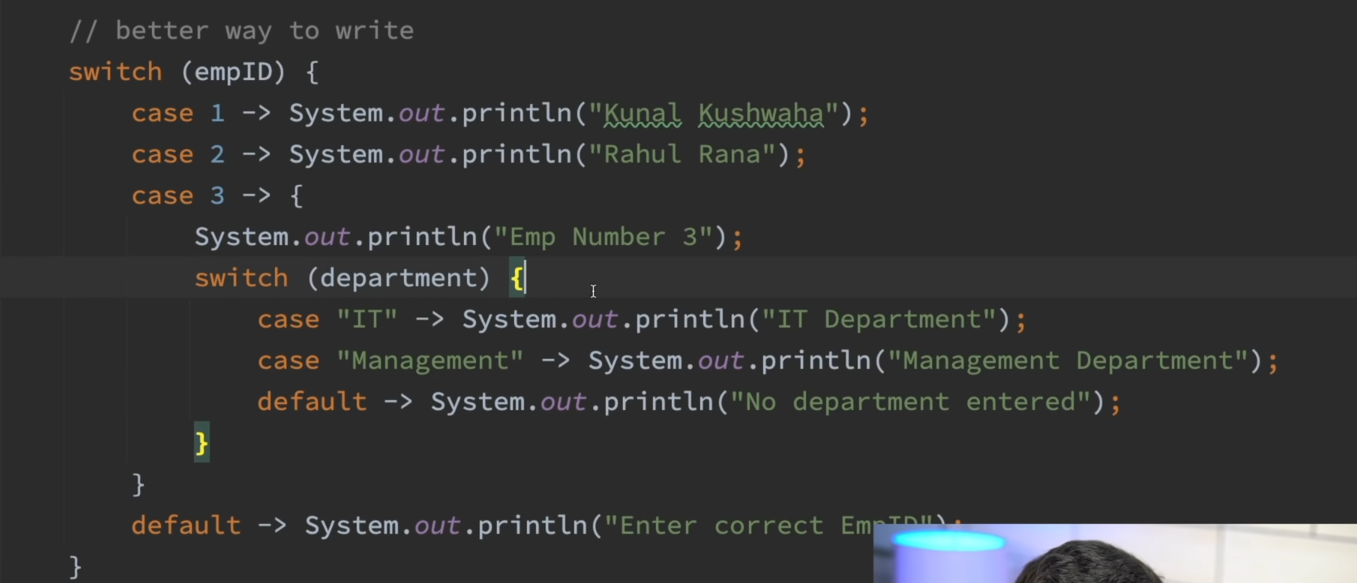 // better way to write
switch (empID) {
case 1 -> System.out.println("Kunal Kushwaha");
case 2 -> System.out.println("Rahul Rana");
case 3 -> {
System.out.println("Emp Number 3");
switch (department) {
case "IT" -> System.out.println("IT Department");
case "Management" -> System.out.println("Management Department");
default -> System.out.println("No department entered");
}
}
default -> System.out.println("Enter correct EmpID");
}